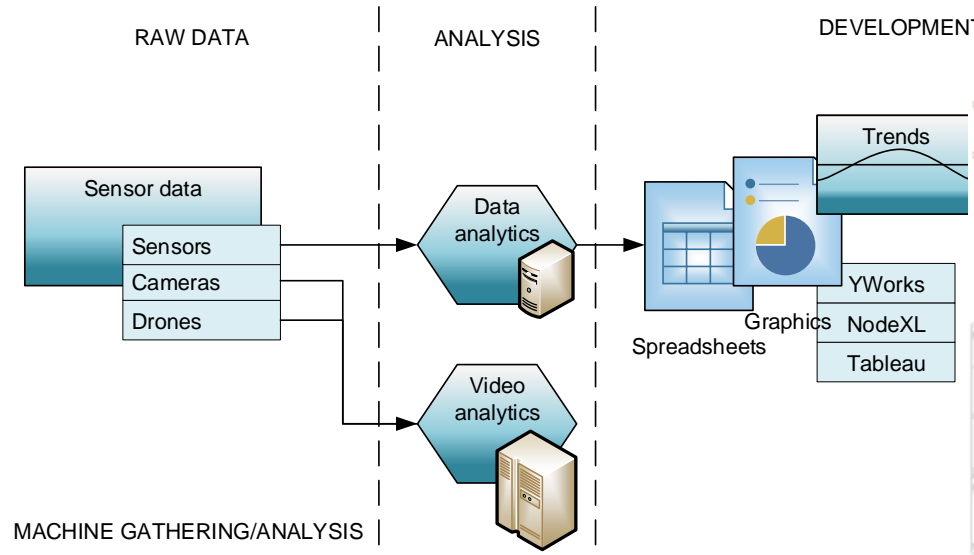 RAW DATA
ANALYSIS
DEVELOPMENT
Sensor data
Sensors
Cameras
Drones
Data
analytics
Video
analytics
Trends
Graphics
Spreadsheets
YWorks
NodeXL
Tableau
MACHINE GATHERING/ANALYSIS